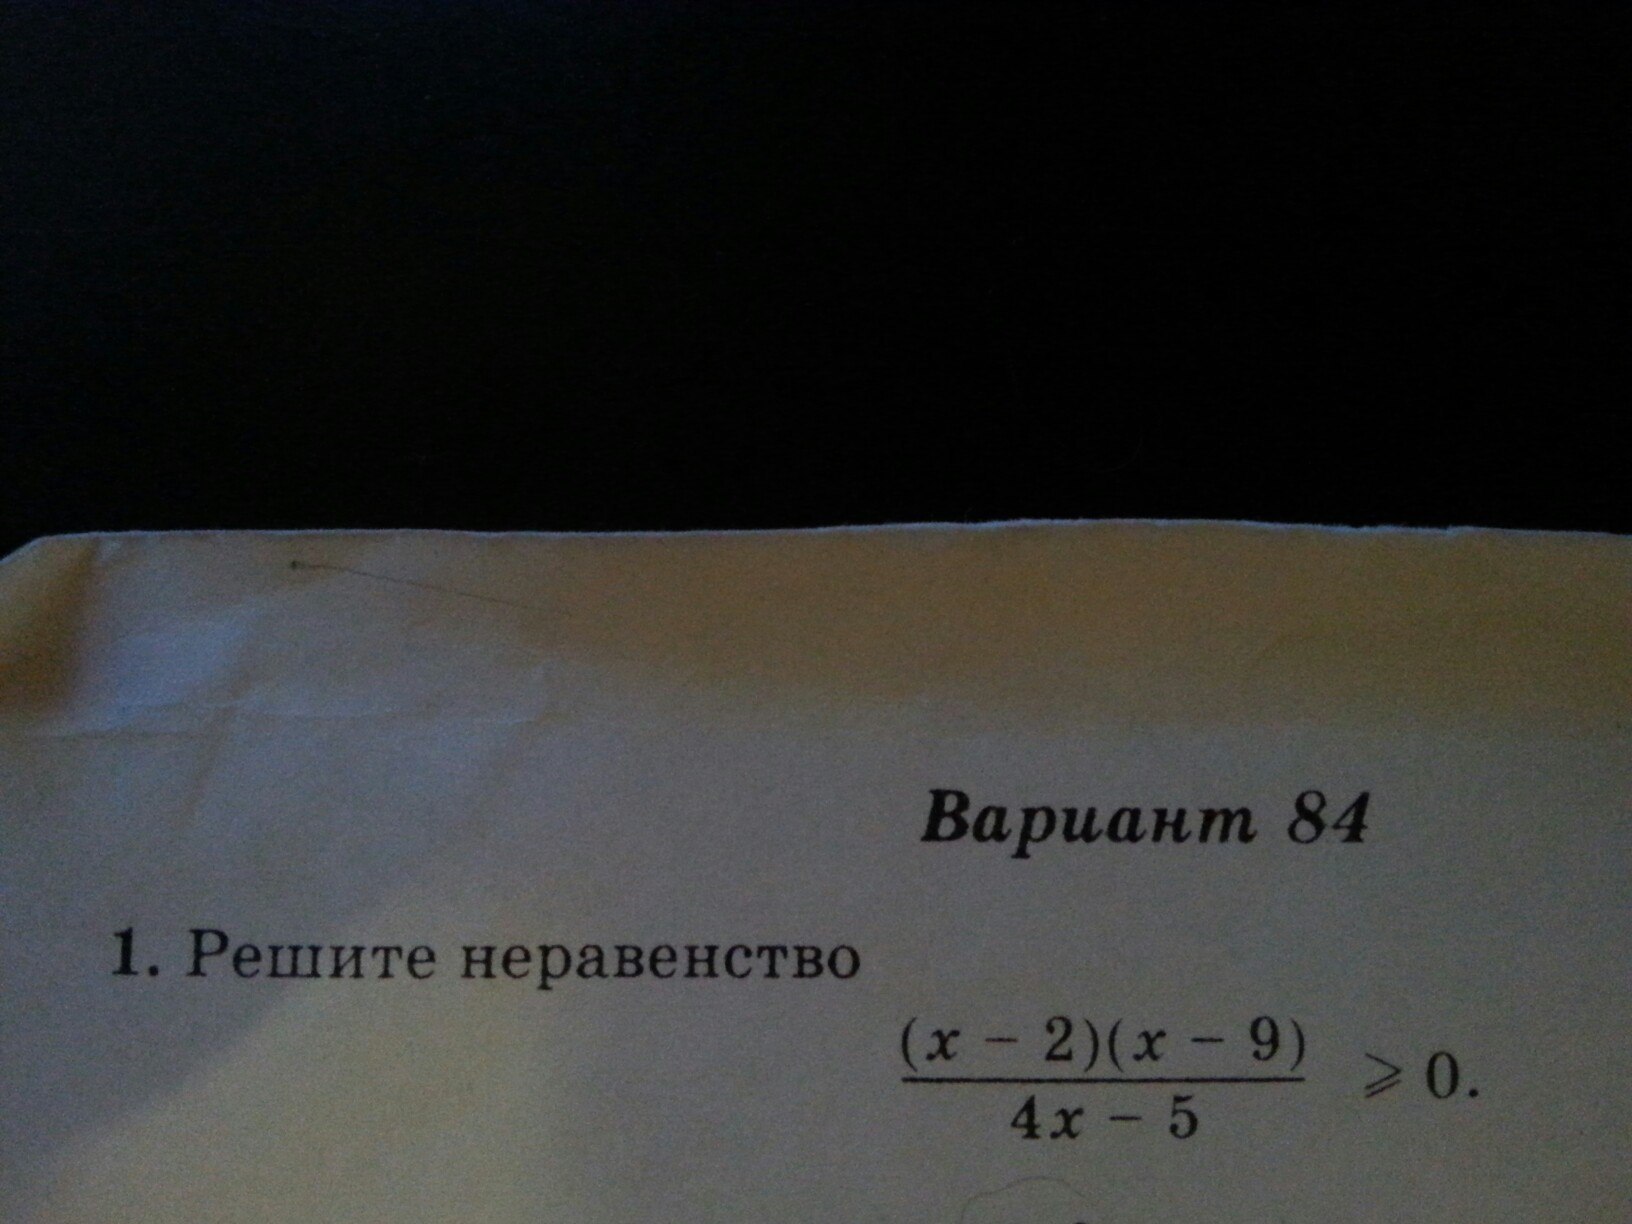 Вариант 84
1. Решите неравенство
(x − 2)(x − 9)
4x − 5
⩾ 0.